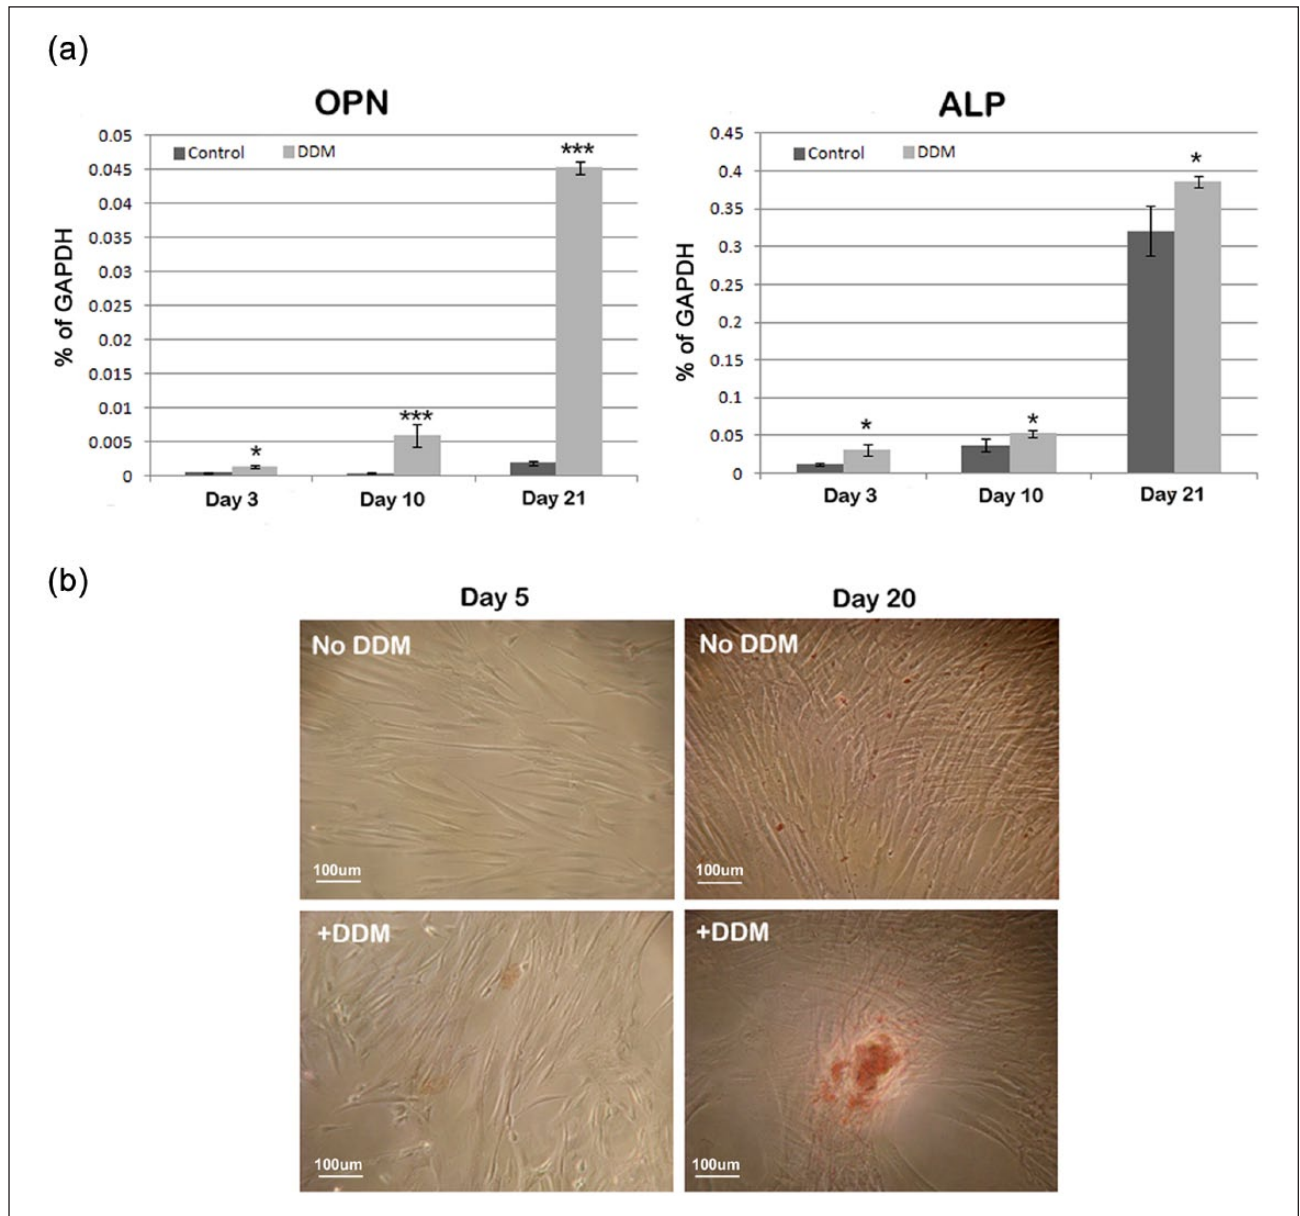 (a)
OPN
% of GAPDH
0.05
0.045
0.04
0.035
0.03
0.025
0.02
0.015
0.01
0.005
0
Control DDM
***
***
*
Day 3 Day 10 Day 21
ALP
% of GAPDH
0.45
0.4
0.35
0.3
0.25
0.2
0.15
0.1
0.05
0
Control DDM
*
*
*
Day 3 Day 10 Day 21
(b)
Day 5 Day 20
No DDM
100um
No DDM
100um
+DDM
100um
+DDM
100um